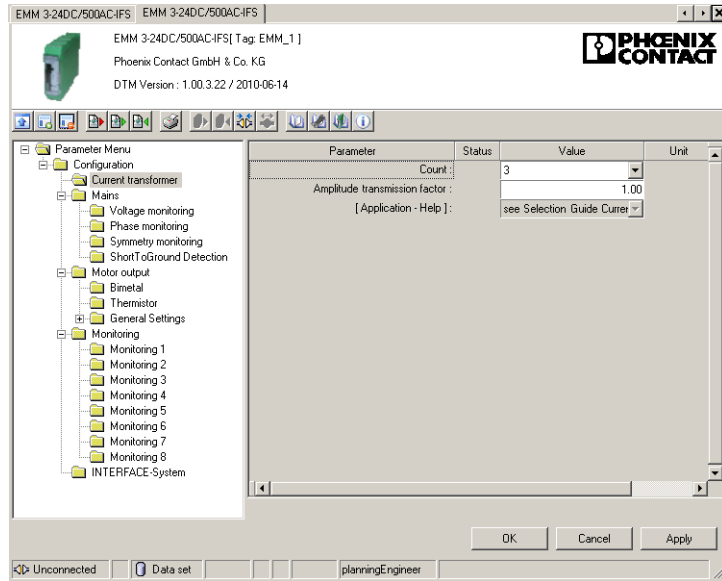 EMM 3-24DC/500AC-IFS EMM 3-24DC/500AC-IFS
EMM 3-24DC/500AC-IFS[ Tag: EMM_1 ]
Phoenix Contact GmbH & Co. KG
DTM Version : 1.00.3.22 / 2010-06-14
PHŒNIX
CONTACT
Parameter Menu
Configuration
Current transformer
Mains
Voltage monitoring
Phase monitoring
Symmetry monitoring
ShortToGround Detection
Motor output
Bimetal
Thermistor
General Settings
Monitoring
Monitoring 1
Monitoring 2
Monitoring 3
Monitoring 4
Monitoring 5
Monitoring 6
Monitoring 7
Monitoring 8
INTERFACE-System
Parameter Status Value Unit
Count : 3
Amplitude transmission factor : 1.00
[ Application - Help ] : see Selection Guide Currer
OK Cancel Apply
Unconnected Data set planningEngineer